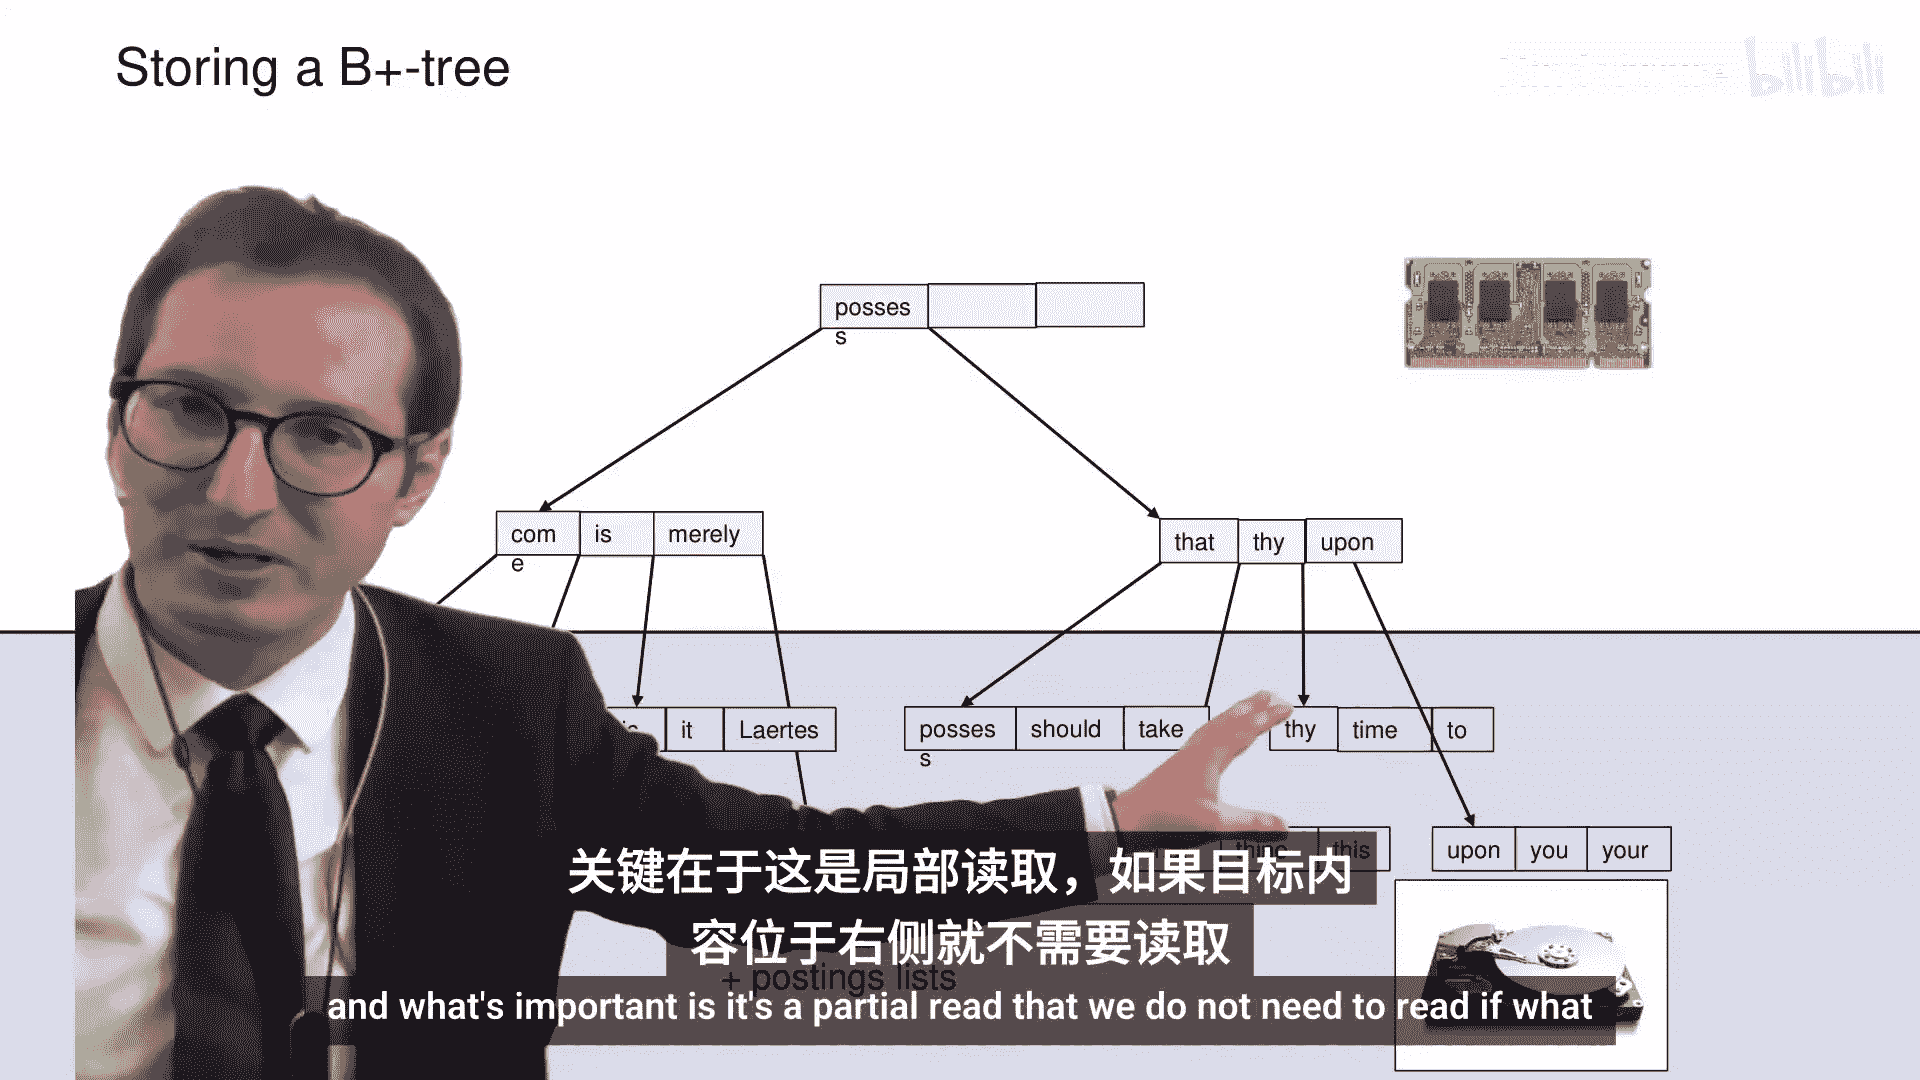 Storing a B+-tree
bilibili
posses
s
com
e
is
merely
that
thy
upon
it
Laertes
posses
s
should
take
thy
time
to
thing
this
upon
you
your
关键在于这是局部读取，如果目标内
容位于右侧就不需要读取
+ postings lists
and what's important is it's a partial read that we do not need to read if what